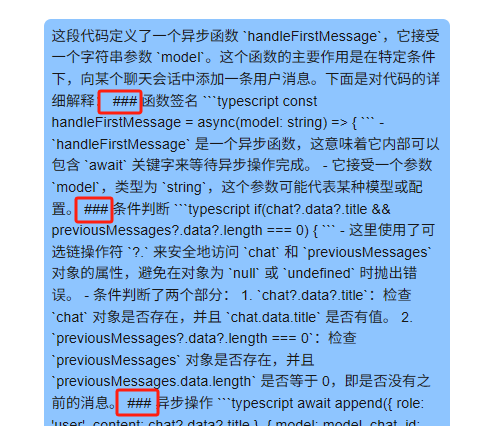 这段代码定义了一个异步函数 `handleFirstMessage`，它接受
一个字符串参数 `model`。这个函数的主要作用是在特定条件
下，向某个聊天会话中添加一条用户消息。下面是对代码的详
细解释 ### 函数签名 ```typescript const
handleFirstMessage = async(model: string) => { ``` -
`handleFirstMessage` 是一个异步函数，这意味着它内部可以
包含 `await` 关键字来等待异步操作完成。 - 它接受一个参数
`model`，类型为 `string`，这个参数可能代表某种模型或配
置。 ### 条件判断 ```typescript if(chat?.data?.title &&
previousMessages?.data?.length === 0) { ``` - 这里使用了可
选链操作符 `?.` 来安全地访问 `chat` 和 `previousMessages`
对象的属性，避免在对象为 `null` 或 `undefined` 时抛出错
误。 - 条件判断了两个部分： 1. `chat?.data?.title`：检查
`chat` 对象是否存在，并且 `chat.data.title` 是否有值。 2.
`previousMessages?.data?.length === 0`：检查
`previousMessages` 对象是否存在，并且
`previousMessages.data.length` 是否等于 0，即是否没有之
前的消息。 ### 异步操作 ```typescript await append({ role:
'user', content: chat?.data?.title }, { model: model, chat_id: